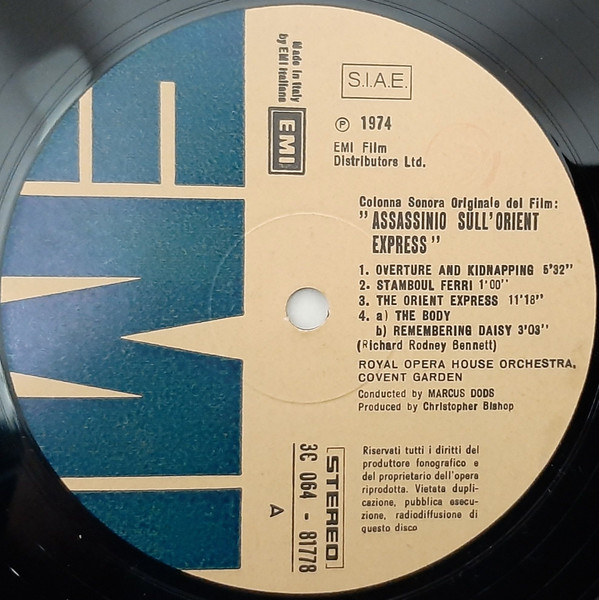 Made in Italy
by EMI Italiana
EMI
S.I.A.E.
℗ 1974
EMI Film
Distributors Ltd.
Colonna Sonora Originale del Film:
"ASSASSINIO SULL'ORIENT
EXPRESS"
1. OVERTURE AND KIDNAPPING 5'32"
2. STAMBOUL FERRI 1'00"
3. THE ORIENT EXPRESS 11'18"
4. a) THE BODY
b) REMEMBERING DAISY 3'03"
(Richard Rodney Bennett)
ROYAL OPERA HOUSE ORCHESTRA,
COVENT GARDEN
Conducted by MARCUS DODS
Produced by Christopher Bishop
STEREO
3C 064 - 81778
A
Riservati tutti i diritti del
produttore fonografico e
del proprietario dell'opera
riprodotta. Vietata dupli-
cazione, pubblica esecu-
zione, radiodiffusione di
questo disco
EMI